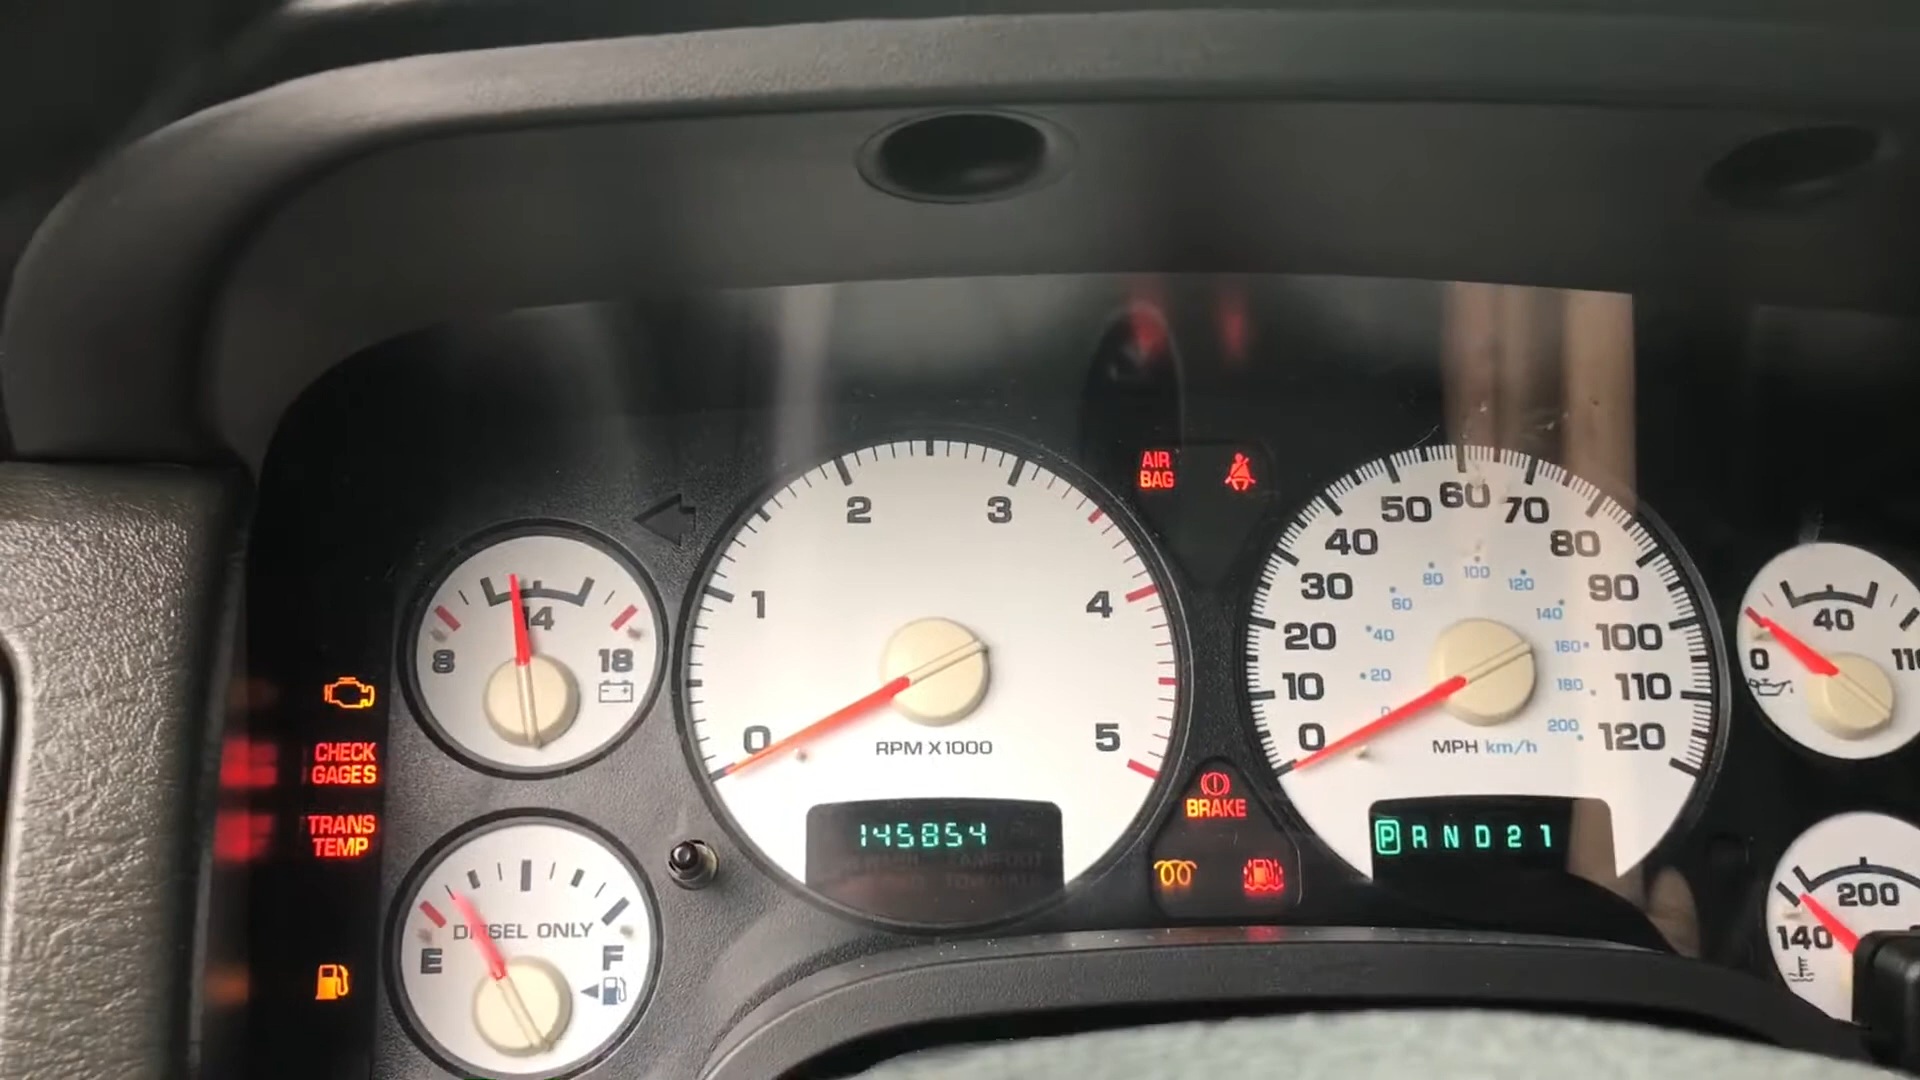 AIR
BAG
2 3
1 4
0 5
RPM X1000
145854
8 14 18
CHECK
GAGES
TRANS
TEMP
DIESEL ONLY
E F
BRAKE
0 10 20 30 40 50 60 70 80 90 100 110 120
0 20 40 60 80 100 120 140 160 180 200
MPH km/h
P R N D 2 1
40
0 110
200
140